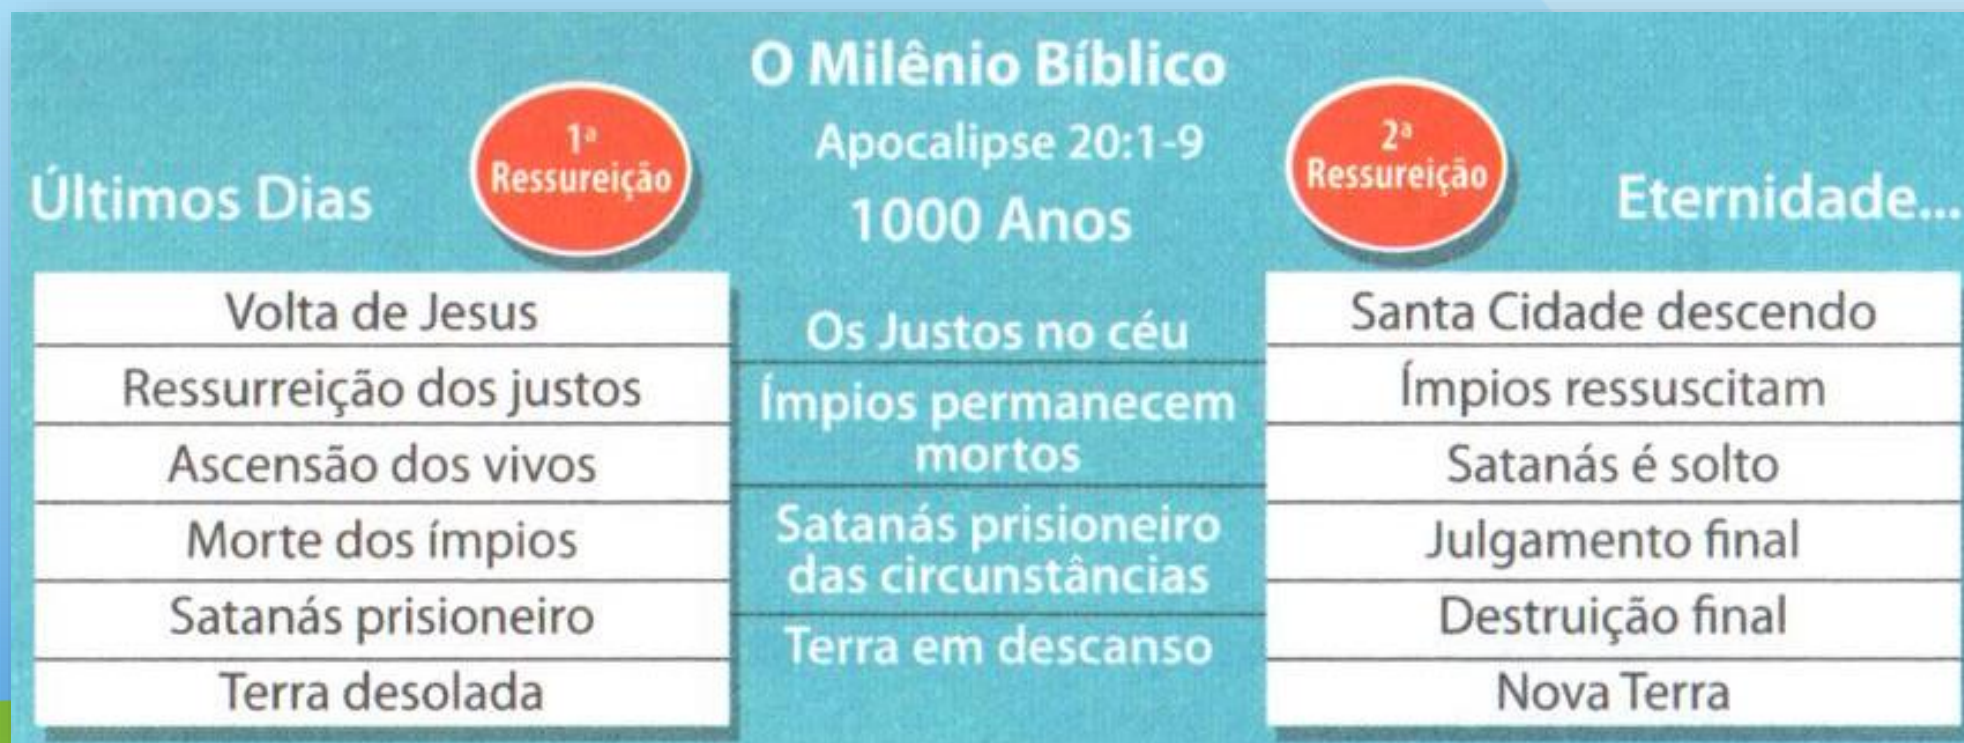 O Milênio Bíblico
Apocalipse 20:1-9
1000 Anos
Últimos Dias
1ª
Ressureição
2ª
Ressureição
Eternidade...
Volta de Jesus
Ressurreição dos justos
Ascensão dos vivos
Morte dos ímpios
Satanás prisioneiro
Terra desolada
Os Justos no céu
Ímpios permanecem
mortos
Satanás prisioneiro
das circunstâncias
Terra em descanso
Santa Cidade descendo
Ímpios ressuscitam
Satanás é solto
Julgamento final
Destruição final
Nova Terra